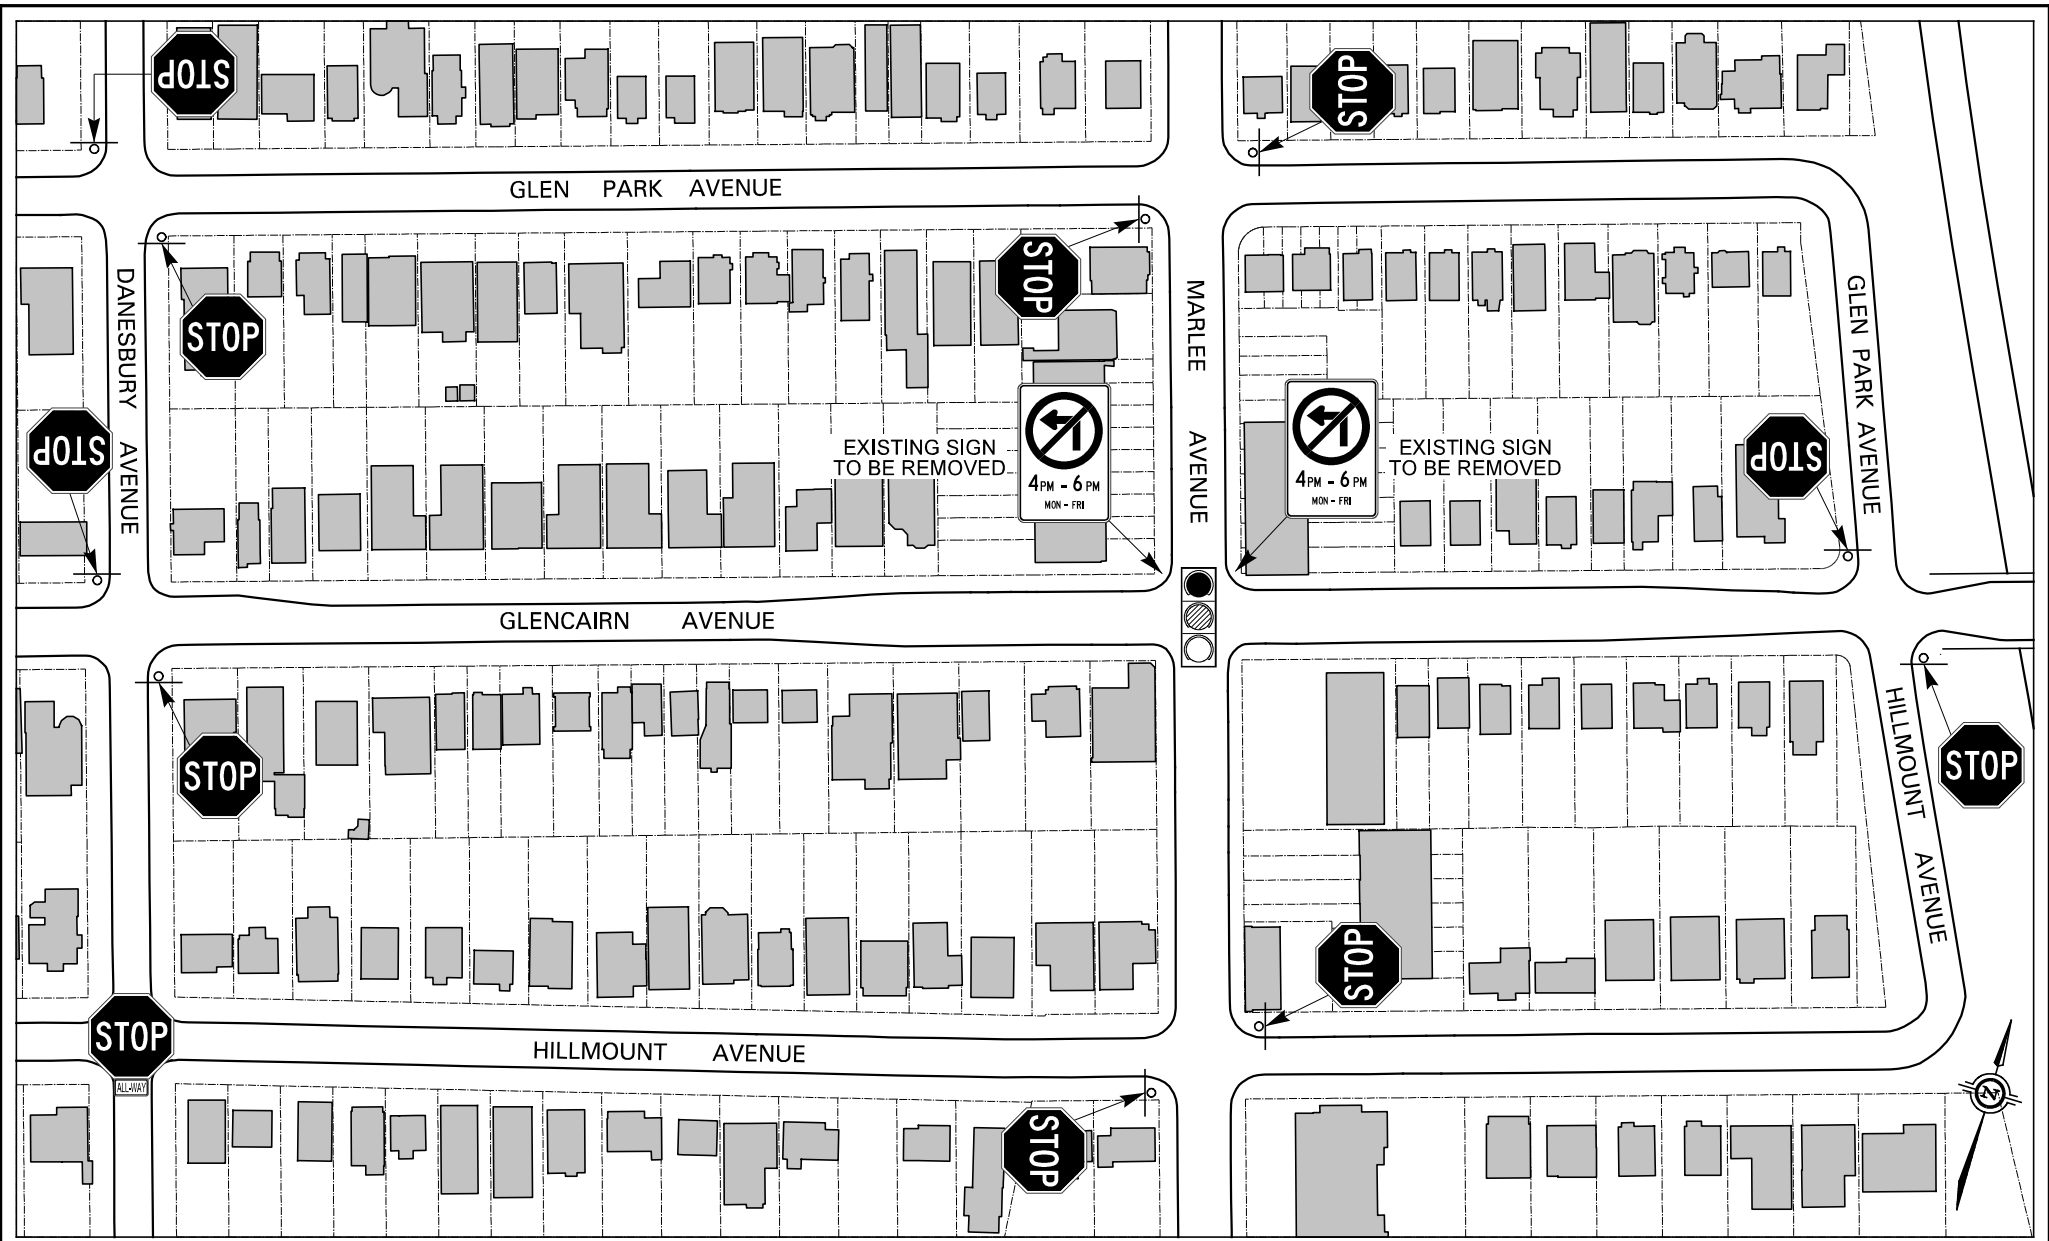 STOP
STOP
GLEN PARK AVENUE
STOP
STOP
DANESBURY AVENUE
MARLEE AVENUE
GLEN PARK AVENUE
STOP
EXISTING SIGN
TO BE REMOVED
4PM - 6PM
MON - FRI
4PM - 6PM
MON - FRI
EXISTING SIGN
TO BE REMOVED
STOP
GLENCAIRN AVENUE
STOP
STOP
HILLMOUNT AVENUE
STOP
STOP
ALL-WAY
HILLMOUNT AVENUE
STOP
N